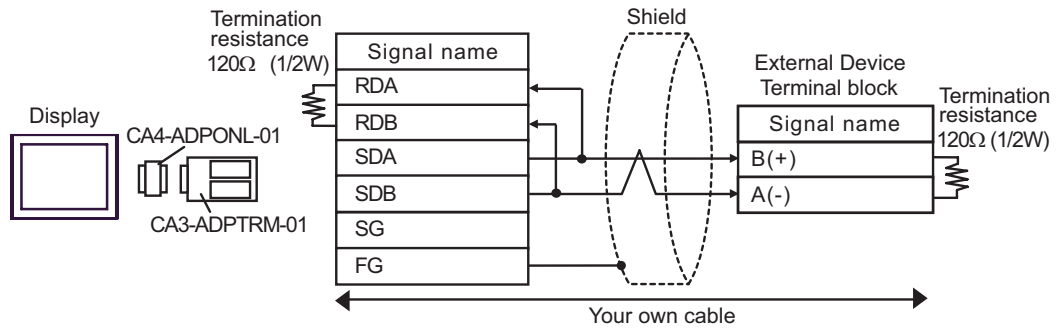 Shield
Termination
resistance
120Ω (1/2W)
Signal name
RDA
RDB
SDA
SDB
SG
FG
Display
CA4-ADPONL-01
CA3-ADPTRM-01
External Device
Terminal block
Signal name
B(+)
A(-)
Termination
resistance
120Ω (1/2W)
Your own cable